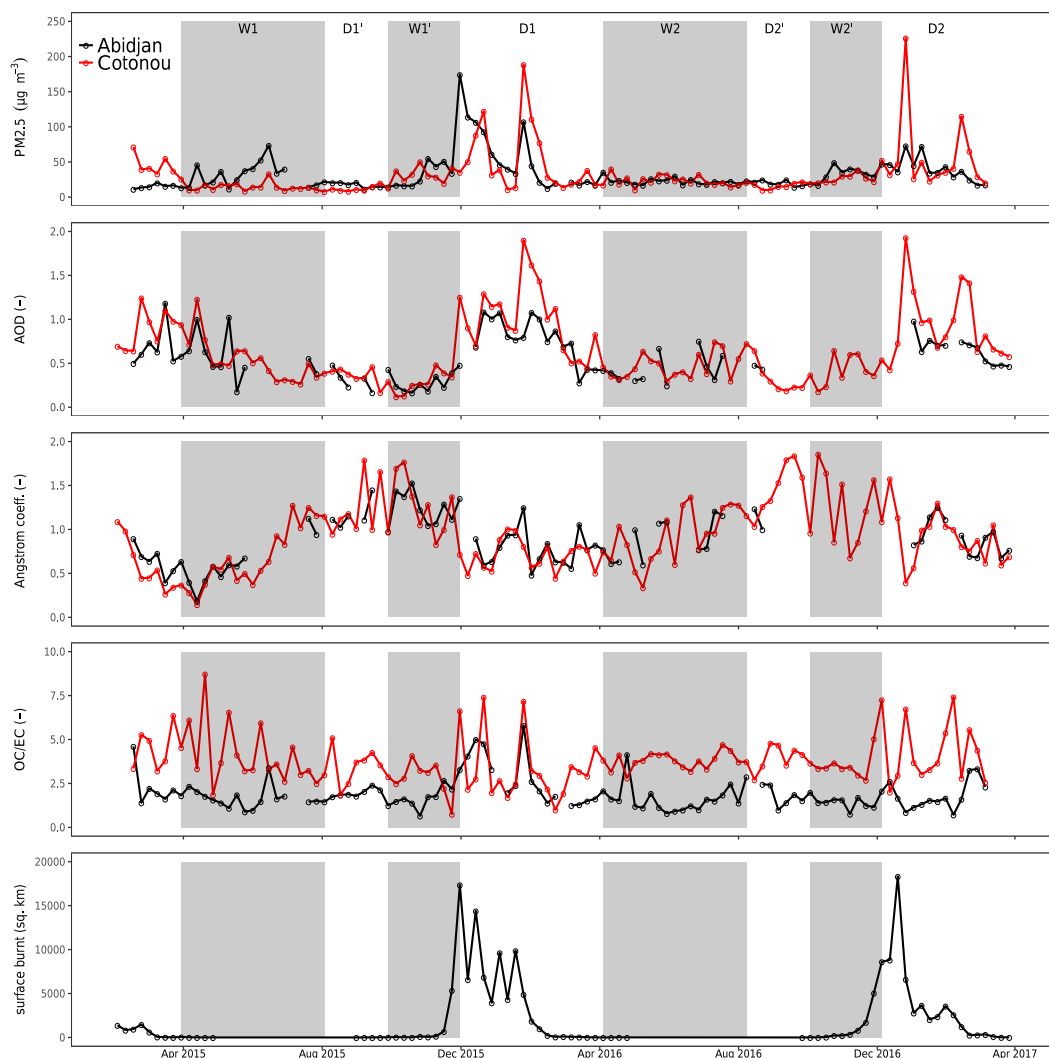 W1 D1' W1' D1 W2 D2' W2' D2
Abidjan
Cotonou
PM2.5 (µg m⁻³)
250
200
150
100
50
0
AOD (−)
2.0
1.5
1.0
0.5
0.0
Angstrom coeff. (−)
2.0
1.5
1.0
0.5
0.0
OC/EC (−)
10.0
7.5
5.0
2.5
0.0
surface burnt (sq. km)
20000
15000
10000
5000
0
Apr 2015 Aug 2015 Dec 2015 Apr 2016 Aug 2016 Dec 2016 Apr 2017